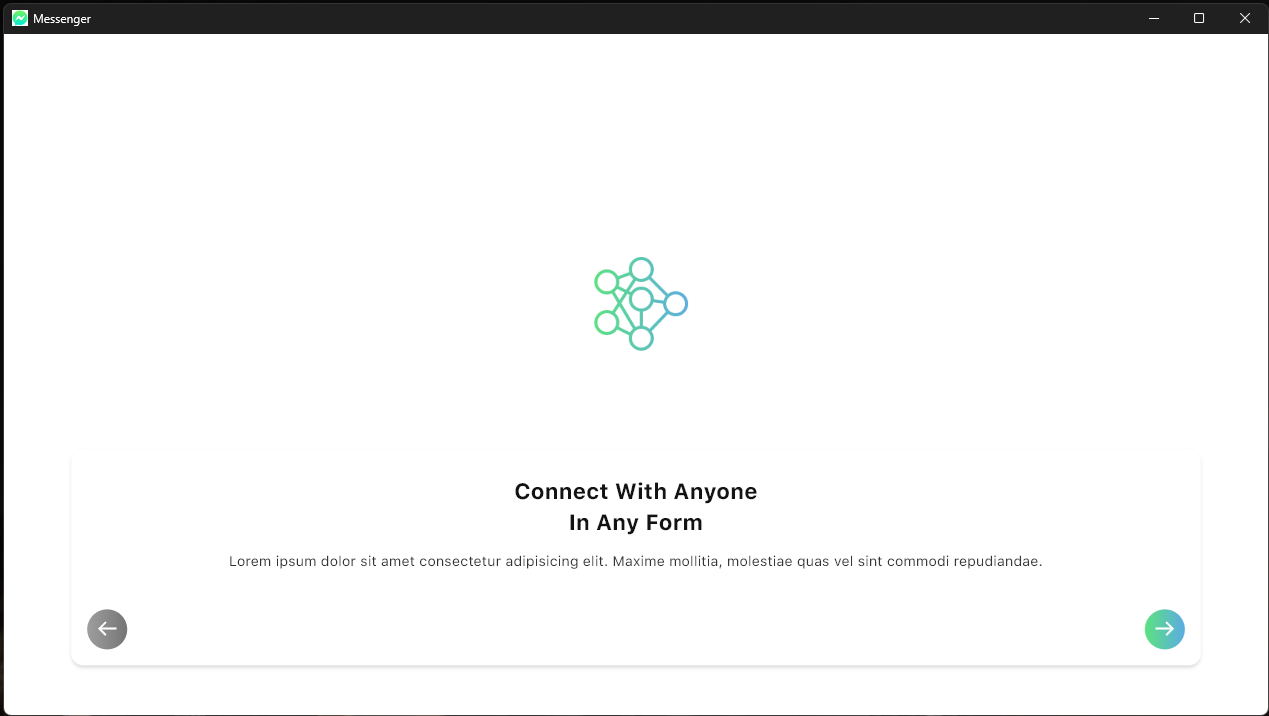 Messenger
Connect With Anyone
In Any Form
Lorem ipsum dolor sit amet consectetur adipisicing elit. Maxime mollitia, molestiae quas vel sint commodi repudiandae.